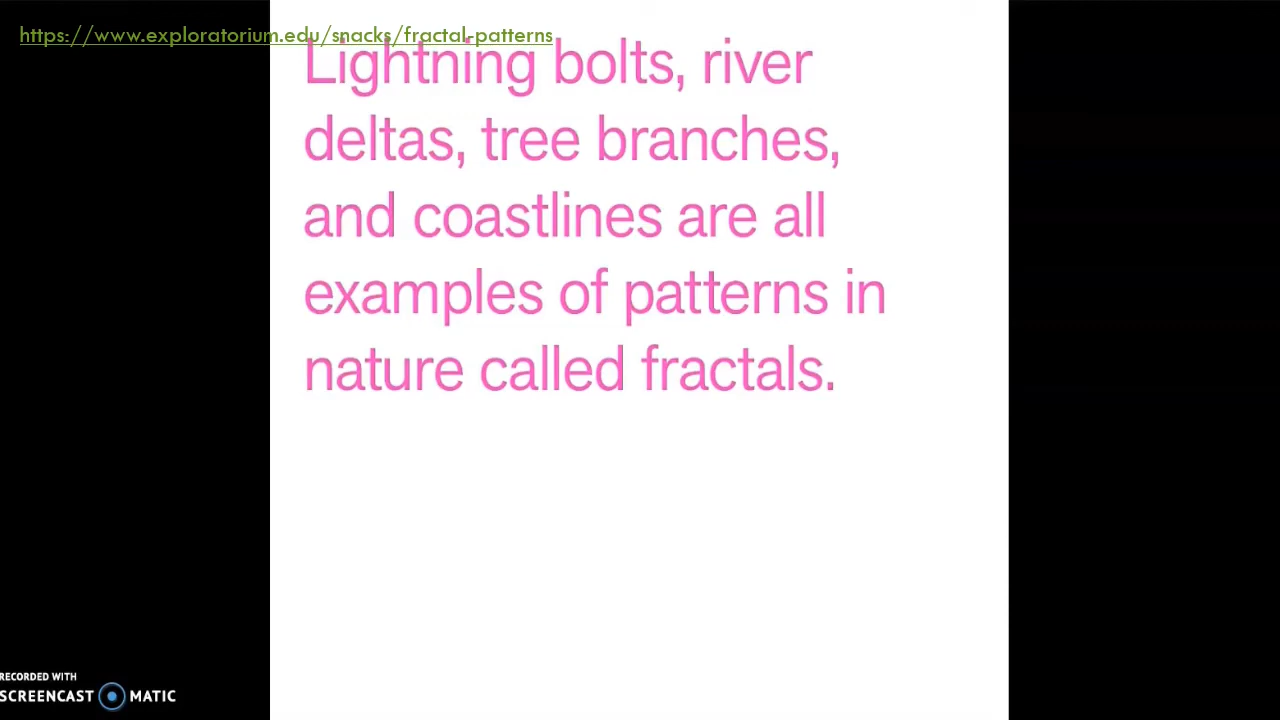 https://www.exploratorium.edu/snacks/fractal-patterns
Lightning bolts, river
deltas, tree branches,
and coastlines are all
examples of patterns in
nature called fractals.
RECORDED WITH
SCREENCAST MATIC